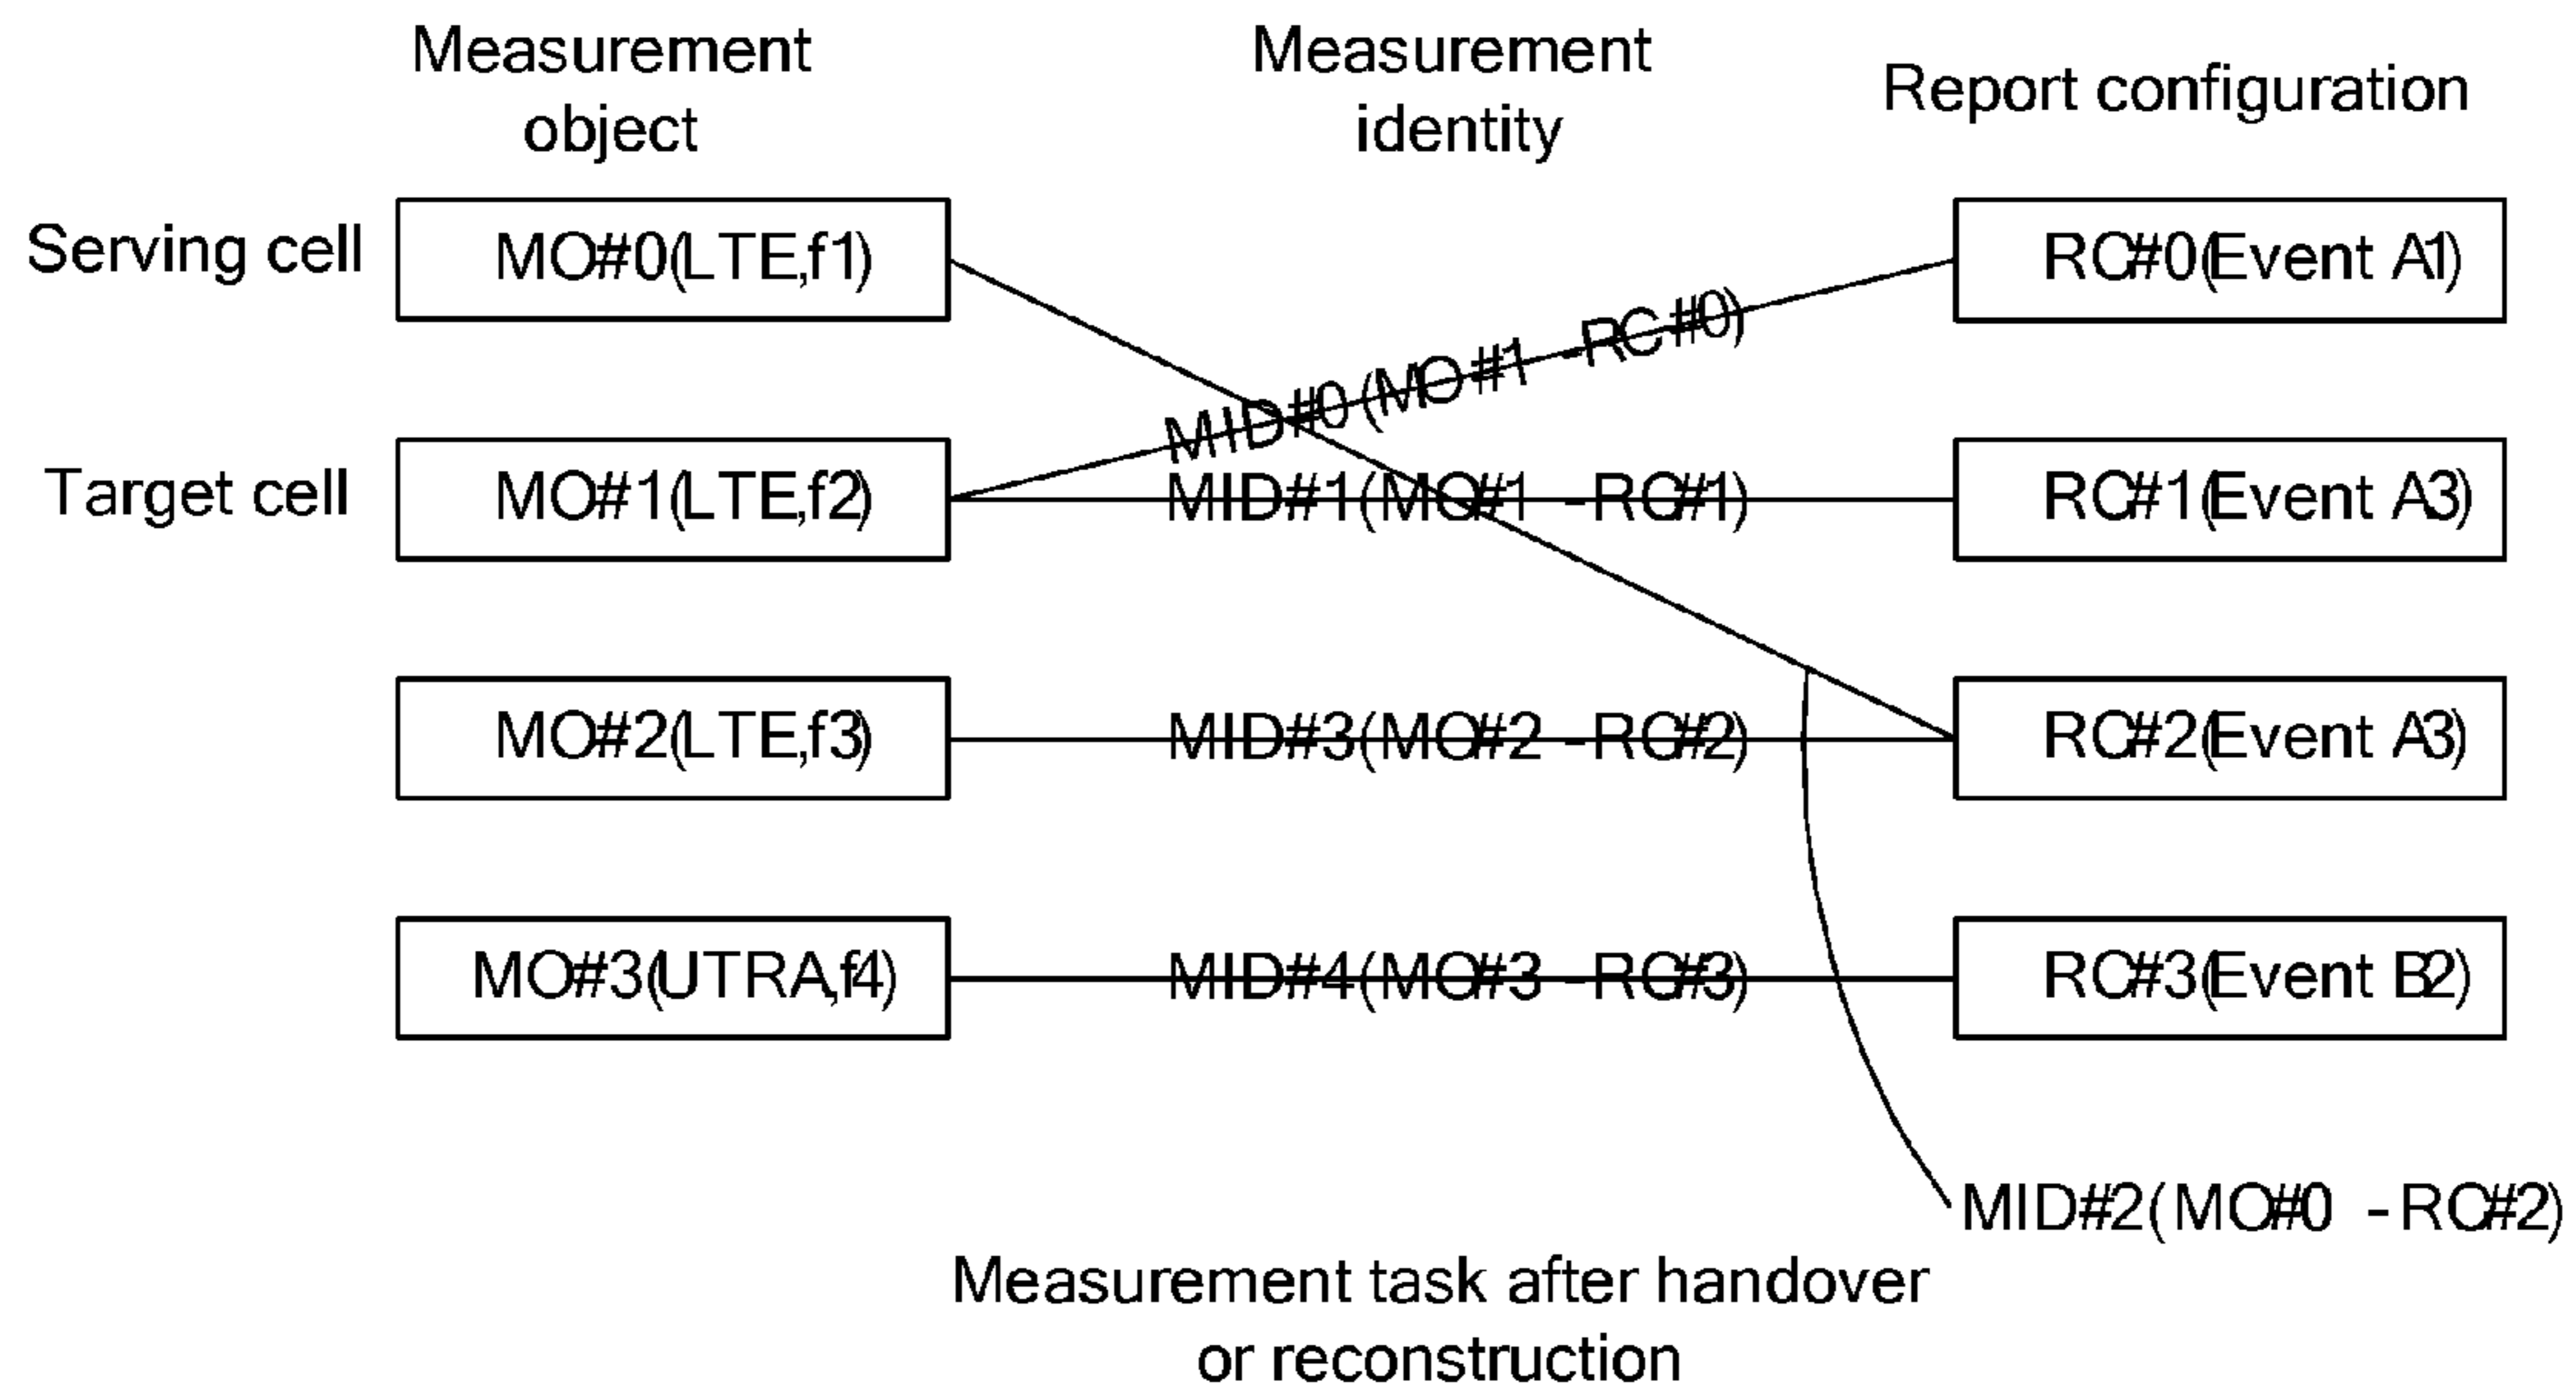 Measurement
object
Measurement
identity
Report configuration
Serving cell
MO#0(LTE,f1)
RC#0(Event A1)
MID#0(MO#1 -RC#0)
Target cell
MO#1(LTE,f2)
MID#1(MO#1 -RC#1)
RC#1(Event A3)
MO#2(LTE,f3)
MID#3(MO#2 -RC#2)
RC#2(Event A3)
MO#3(UTRA,f4)
MID#4(MO#3 -RC#3)
RC#3(Event B2)
MID#2(MO#0 -RC#2)
Measurement task after handover
or reconstruction